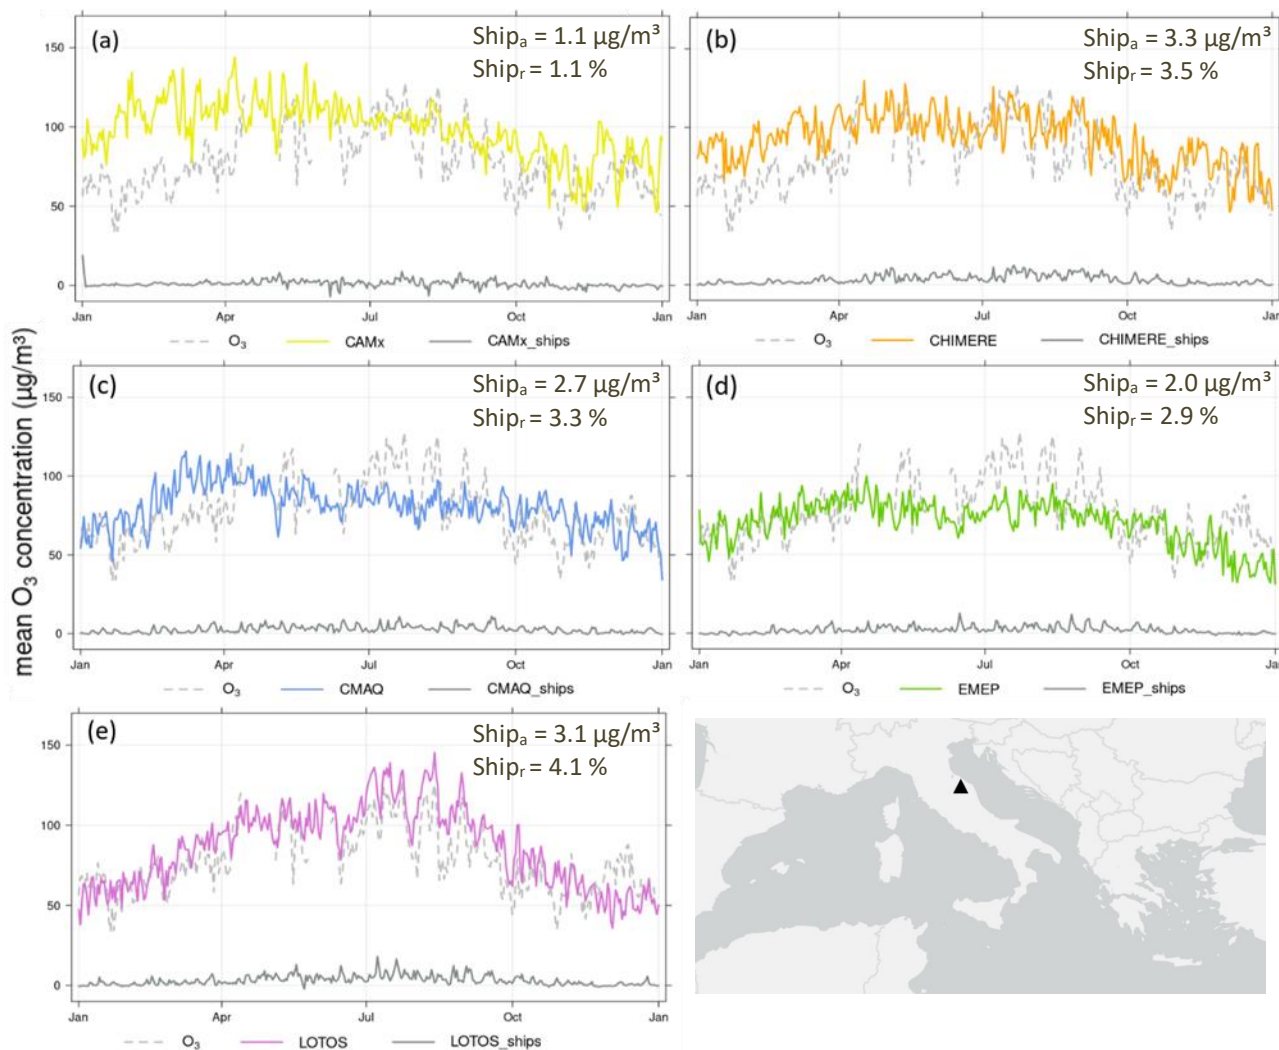 mean O₃ concentration (µg/m³)
(a)
Shipₐ = 1.1 µg/m³
Shipᵣ = 1.1 %
150
100
50
0
Jan Apr Jul Oct Jan
O₃ CAMx CAMx_ships
(b)
Shipₐ = 3.3 µg/m³
Shipᵣ = 3.5 %
Jan Apr Jul Oct Jan
O₃ CHIMERE CHIMERE_ships
(c)
Shipₐ = 2.7 µg/m³
Shipᵣ = 3.3 %
150
100
50
0
Jan Apr Jul Oct Jan
O₃ CMAQ CMAQ_ships
(d)
Shipₐ = 2.0 µg/m³
Shipᵣ = 2.9 %
Jan Apr Jul Oct Ja
O₃ EMEP EMEP_ships
(e)
Shipₐ = 3.1 µg/m³
Shipᵣ = 4.1 %
150
100
50
0
Jan Apr Jul Oct Jan
O₃ LOTOS LOTOS_ships